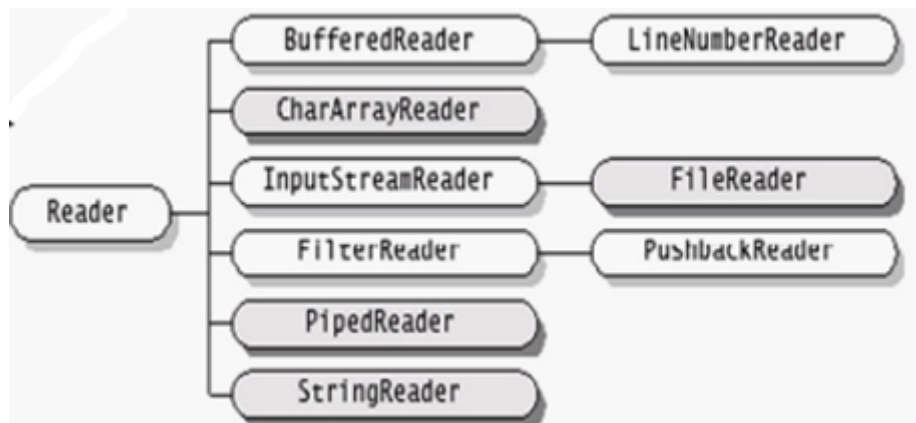 BufferedReader LineNumberReader
CharArrayReader
InputStreamReader FileReader
Reader
FilterReader PushbackReader
PipedReader
StringReader